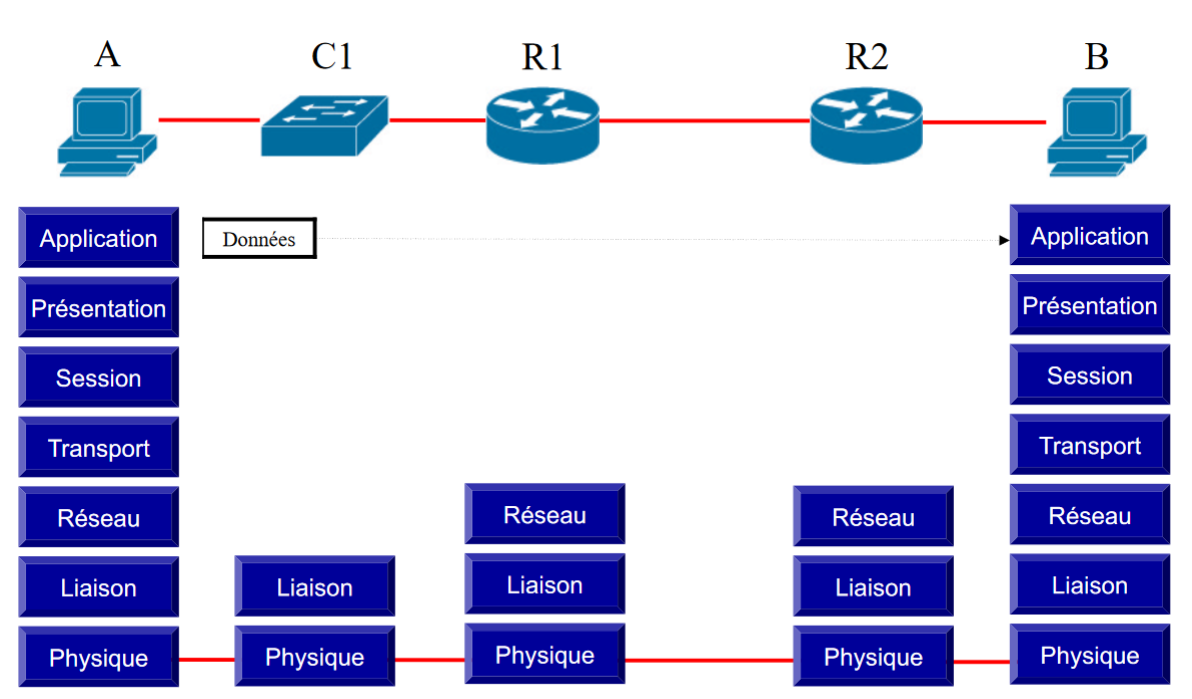 A
C1
R1
R2
B
Application
Données
Application
Présentation
Présentation
Session
Session
Transport
Transport
Réseau
Réseau
Réseau
Réseau
Liaison
Liaison
Liaison
Liaison
Liaison
Physique
Physique
Physique
Physique
Physique